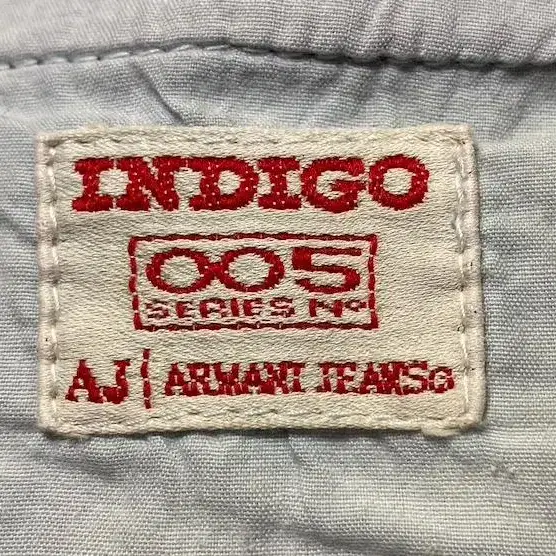 INDIGO
005
SERIES Nº
AJ | ARMANI JEANS